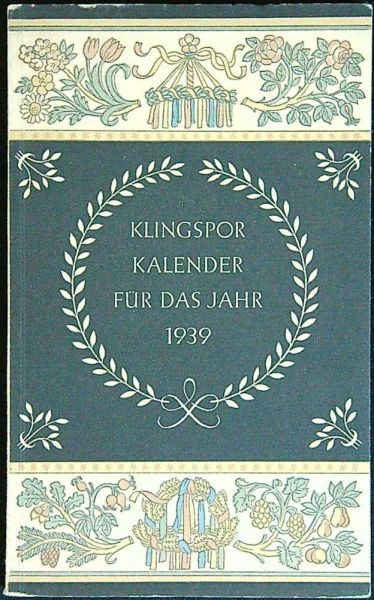 KLINGSPOR
KALENDER
FÜR DAS JAHR
1939